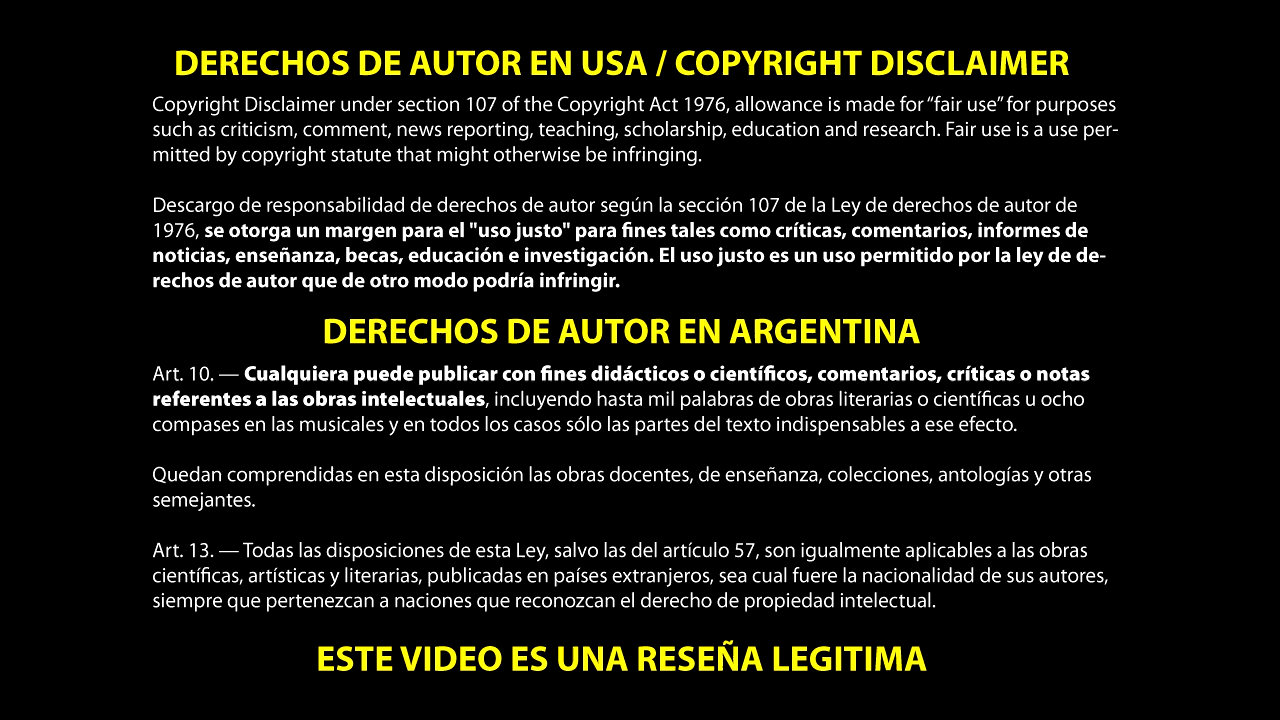 DERECHOS DE AUTOR EN USA / COPYRIGHT DISCLAIMER
Copyright Disclaimer under section 107 of the Copyright Act 1976, allowance is made for “fair use” for purposes
such as criticism, comment, news reporting, teaching, scholarship, education and research. Fair use is a use per-
mitted by copyright statute that might otherwise be infringing.
Descargo de responsabilidad de derechos de autor según la sección 107 de la Ley de derechos de autor de
1976, se otorga un margen para el "uso justo" para fines tales como críticas, comentarios, informes de
noticias, enseñanza, becas, educación e investigación. El uso justo es un uso permitido por la ley de de-
rechos de autor que de otro modo podría infringir.
DERECHOS DE AUTOR EN ARGENTINA
Art. 10. — Cualquiera puede publicar con fines didácticos o científicos, comentarios, críticas o notas
referentes a las obras intelectuales, incluyendo hasta mil palabras de obras literarias o científicas u ocho
compases en las musicales y en todos los casos sólo las partes del texto indispensables a ese efecto.
Quedan comprendidas en esta disposición las obras docentes, de enseñanza, colecciones, antologías y otras
semejantes.
Art. 13. — Todas las disposiciones de esta Ley, salvo las del artículo 57, son igualmente aplicables a las obras
científicas, artísticas y literarias, publicadas en países extranjeros, sea cual fuere la nacionalidad de sus autores,
siempre que pertenezcan a naciones que reconozcan el derecho de propiedad intelectual.
ESTE VIDEO ES UNA RESEÑA LEGITIMA